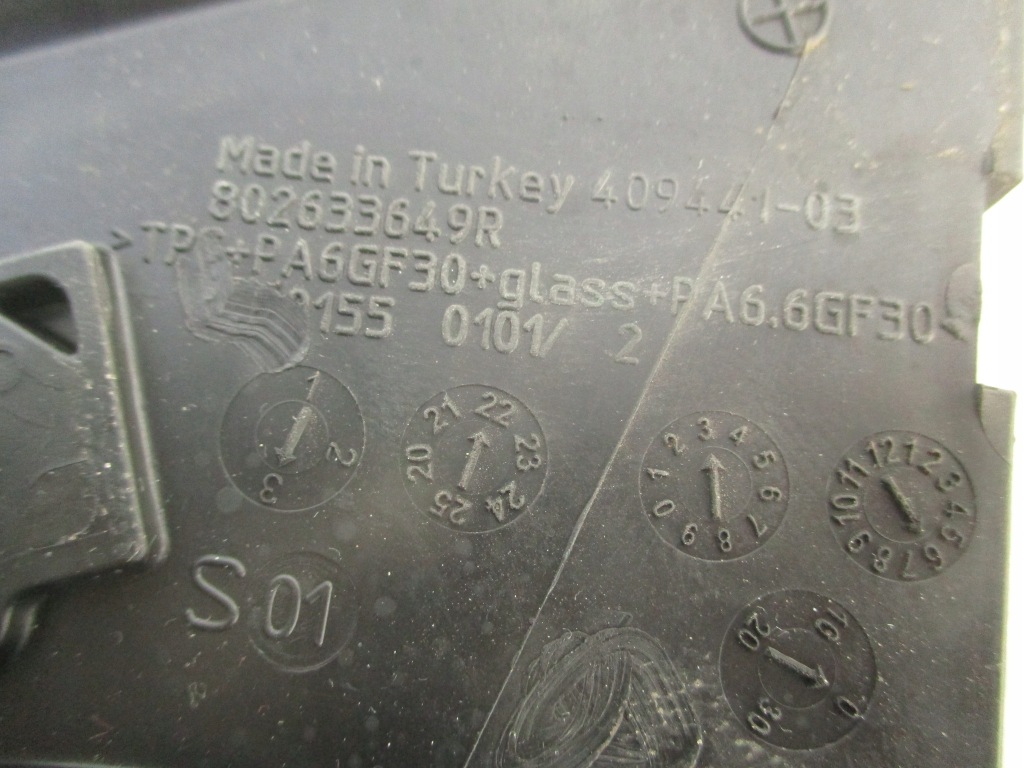 Made in Turkey 409441-03
802633649R
>TPC+PA6GF30+glass+PA6.6GF30<
0101/ 2
1 2 3
20 21 22 23 24 25
0 1 2 3 4 5 6 7 8 9
1 2 3 4 5 6 7 8 9 10 11 12
S 01
0 16 20 30